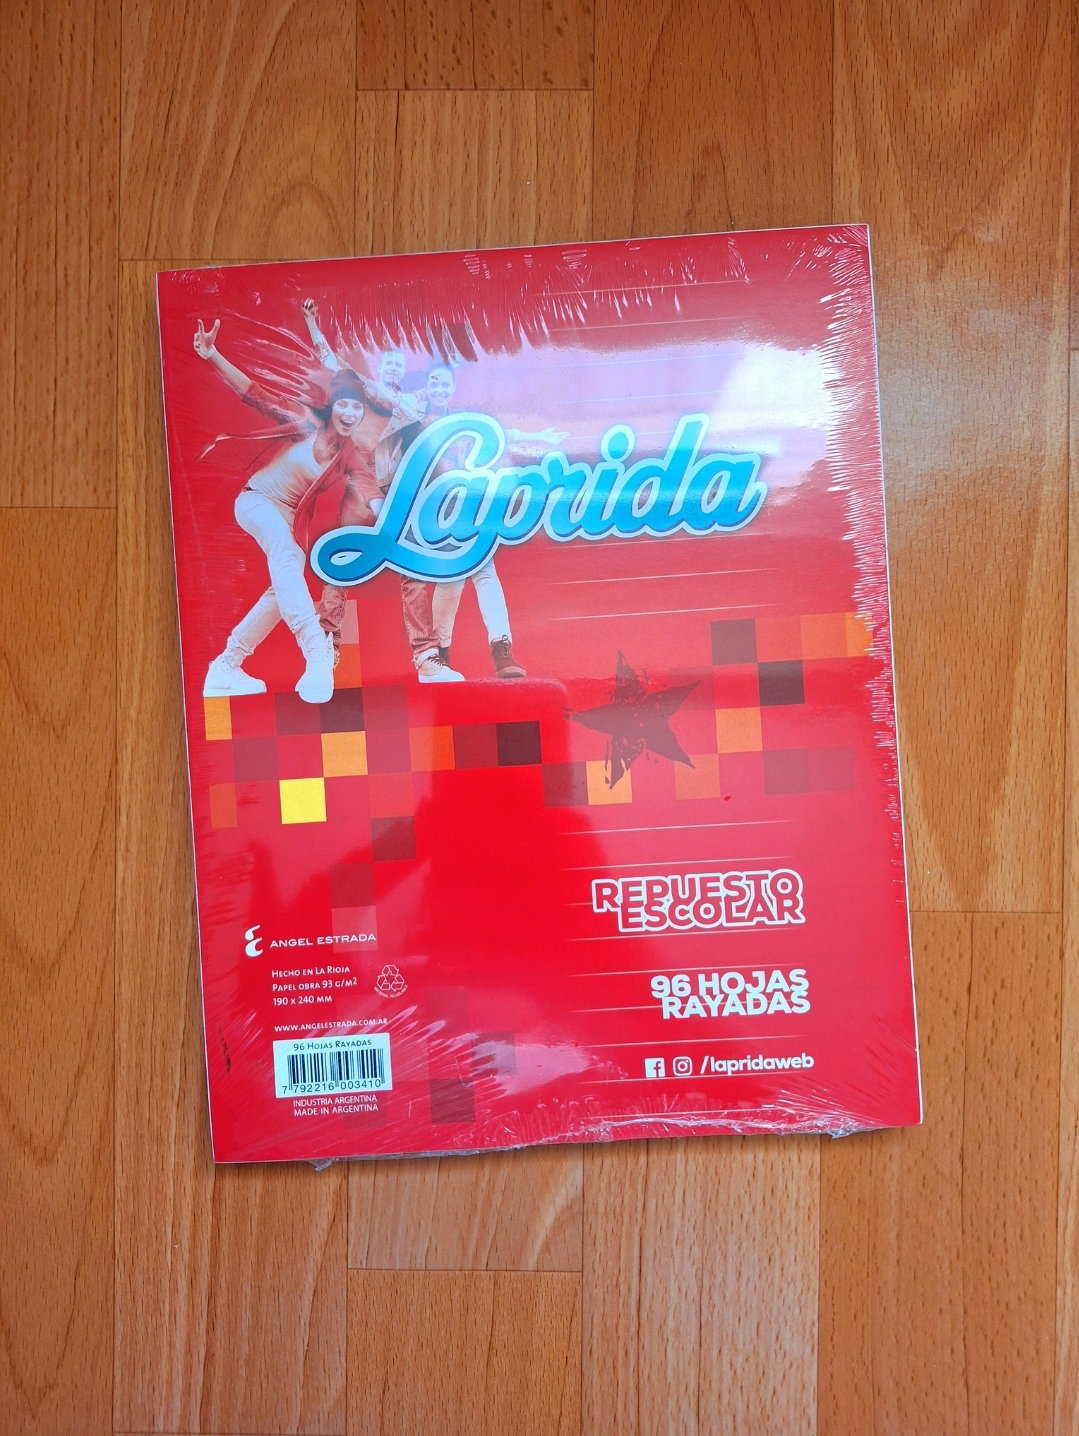 Laprida
REPUESTO
ESCOLAR
96 HOJAS
RAYADAS
/lapridaweb
ANGEL ESTRADA
HECHO EN LA RIOJA
PAPEL OBRA 93 G/M2
190 X 240 MM
WWW.ANGELESTRADA.COM.AR
96 HOJAS RAYADAS
7 792216 003410
INDUSTRIA ARGENTINA
MADE IN ARGENTINA